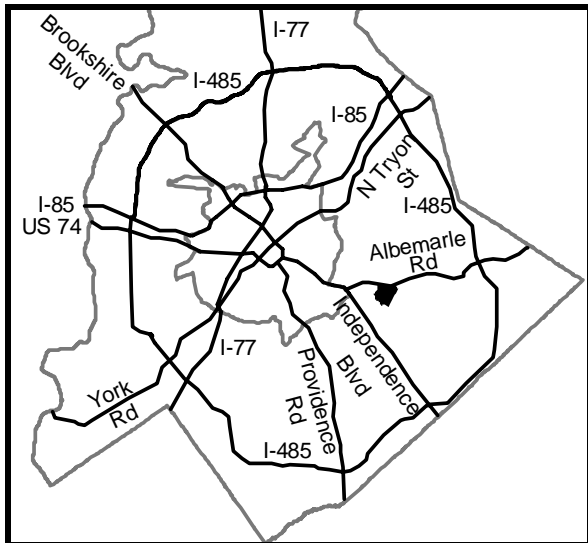 I-77
Brookshire
Blvd
I-485
I-85
N Tryon
St
I-85
US 74
I-485
Albemarle
Rd
I-77
Independence
Blvd
Providence
Rd
York
Rd
I-485